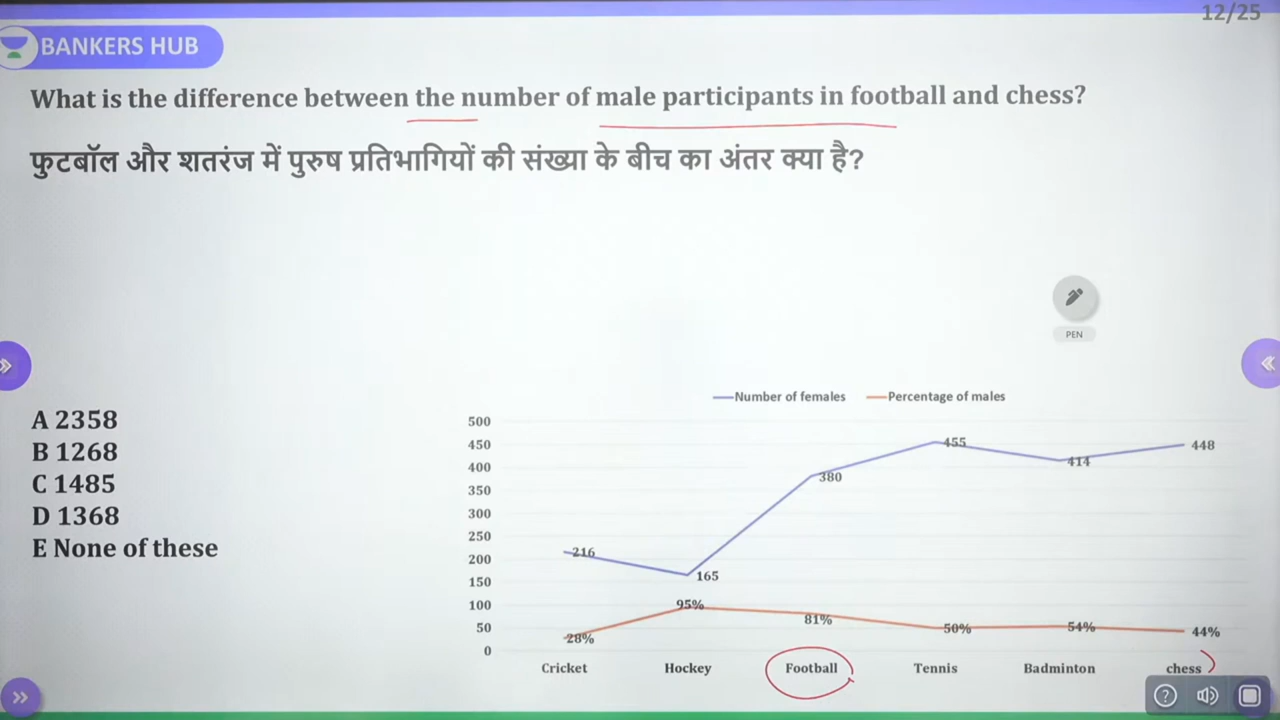 12/25
BANKERS HUB
What is the difference between the number of male participants in football and chess?
फुटबॉल और शतरंज में पुरुष प्रतिभागियों की संख्या के बीच का अंतर क्या है?
PEN
A 2358
B 1268
C 1485
D 1368
E None of these
Number of females Percentage of males
500
450
400
350
300
250
200
150
100
50
0
216
165
380
455
414
448
28%
95%
81%
50%
54%
44%
Cricket Hockey Football Tennis Badminton chess